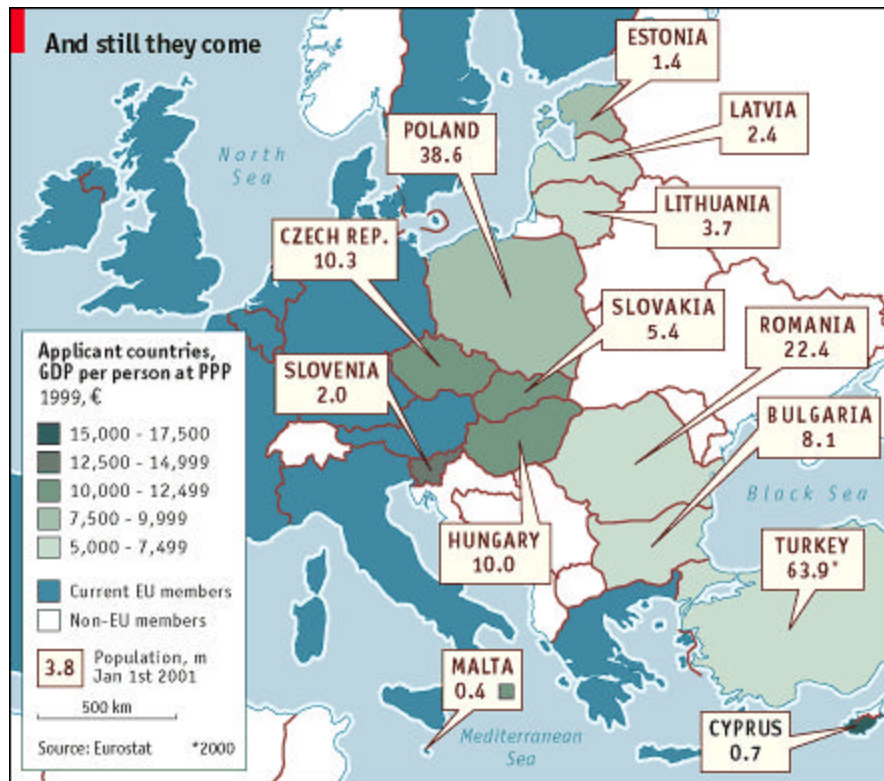 And still they come
ESTONIA
1.4
LATVIA
2.4
POLAND
38.6
North
Sea
LITHUANIA
3.7
CZECH REP.
10.3
SLOVAKIA
5.4
ROMANIA
22.4
SLOVENIA
2.0
BULGARIA
8.1
Black Sea
HUNGARY
10.0
TURKEY
63.9*
MALTA
0.4
Mediterranean
Sea
CYPRUS
0.7
Applicant countries,
GDP per person at PPP
1999, €
15,000 - 17,500
12,500 - 14,999
10,000 - 12,499
7,500 - 9,999
5,000 - 7,499
Current EU members
Non-EU members
3.8 Population, m
Jan 1st 2001
500 km
Source: Eurostat *2000